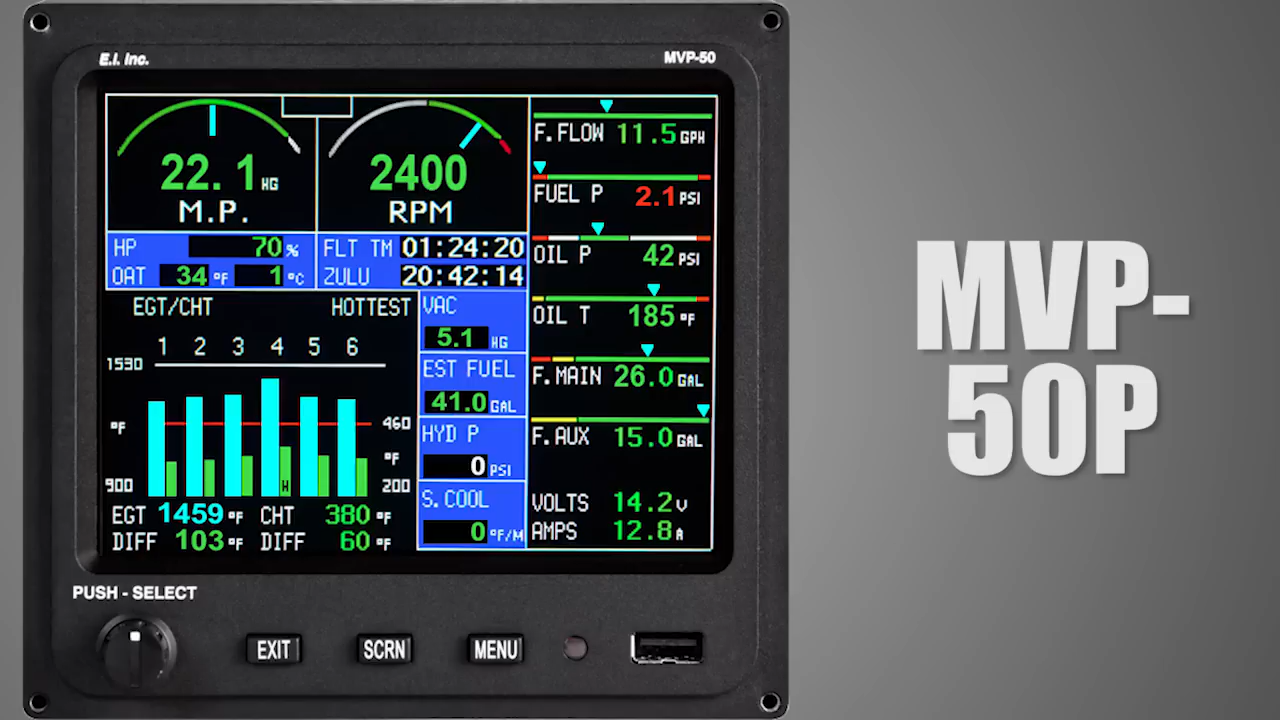 E.I. Inc.
MVP-50
22.1 HG
M.P.
2400
RPM
HP 70 %
OAT 34 °F 1 °C
FLT TM 01:24:20
ZULU 20:42:14
EGT/CHT HOTTEST
1 2 3 4 5 6
1530
°F 460
°F
900 200
H
EGT 1459 °F CHT 380 °F
DIFF 103 °F DIFF 60 °F
VAC
5.1 HG
EST FUEL
41.0 GAL
HYD P
0 PSI
S.COOL
0 °F/M
F.FLOW 11.5 GPH
FUEL P 2.1 PSI
OIL P 42 PSI
OIL T 185 °F
F.MAIN 26.0 GAL
F.AUX 15.0 GAL
VOLTS 14.2 V
AMPS 12.8 A
PUSH - SELECT
EXIT
SCRN
MENU
MVP-
50P